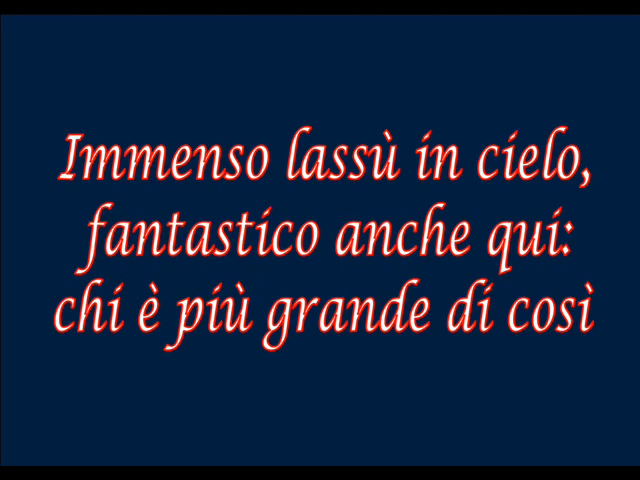 Immenso lassù in cielo,
fantastico anche qui:
chi è più grande di così